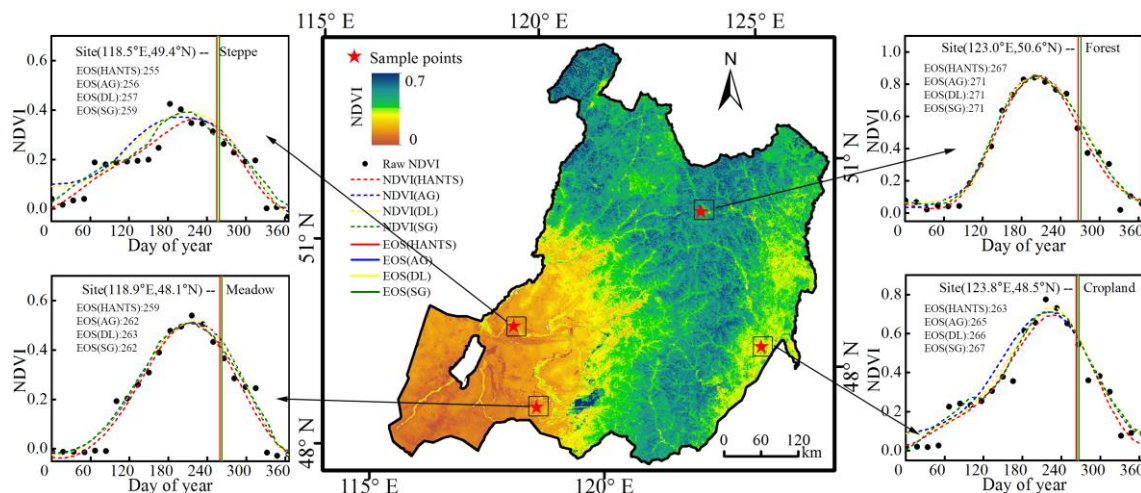 115° E
120° E
125° E
Site(118.5°E,49.4°N) -- Steppe
EOS(HANTS):255
EOS(AG):256
EOS(DL):257
EOS(SG):259
NDVI
0.6
0.4
0.2
0.0
0 60 120 180 240 300 360
Day of year
Site(118.9°E,48.1°N) -- Meadow
EOS(HANTS):259
EOS(AG):262
EOS(DL):263
EOS(SG):262
NDVI
0.6
0.4
0.2
0.0
0 60 120 180 240 300 360
Day of year
Sample points
0.7
NDVI
0
Raw NDVI
NDVI(HANTS)
NDVI(AG)
NDVI(DL)
NDVI(SG)
EOS(HANTS)
EOS(AG)
EOS(DL)
EOS(SG)
N
51° N
48° N
51° N
48° N
0 60 120
km
115° E
120° E
Site(123.0°E,50.6°N) -- Forest
EOS(HANTS):267
EOS(AG):271
EOS(DL):271
EOS(SG):271
NDVI
1.0
0.8
0.6
0.4
0.2
0.0
0 60 120 180 240 300 360
Day of year
Site(123.8°E,48.5°N) -- Cropland
EOS(HANTS):263
EOS(AG):265
EOS(DL):266
EOS(SG):267
NDVI
0.8
0.6
0.4
0.2
0.0
0 60 120 180 240 300 360
Day of year